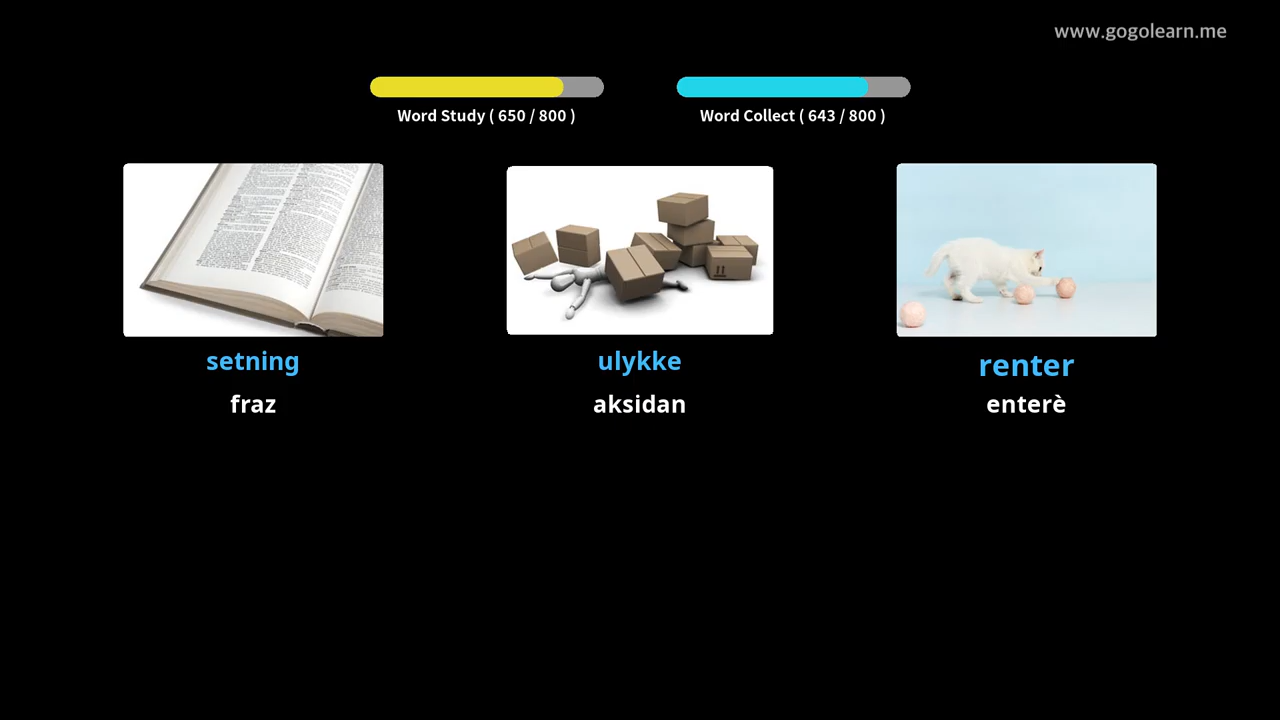 www.gogolearn.me
Word Study ( 650 / 800 )
Word Collect ( 643 / 800 )
setning
fraz
ulykke
aksidan
renter
enterè